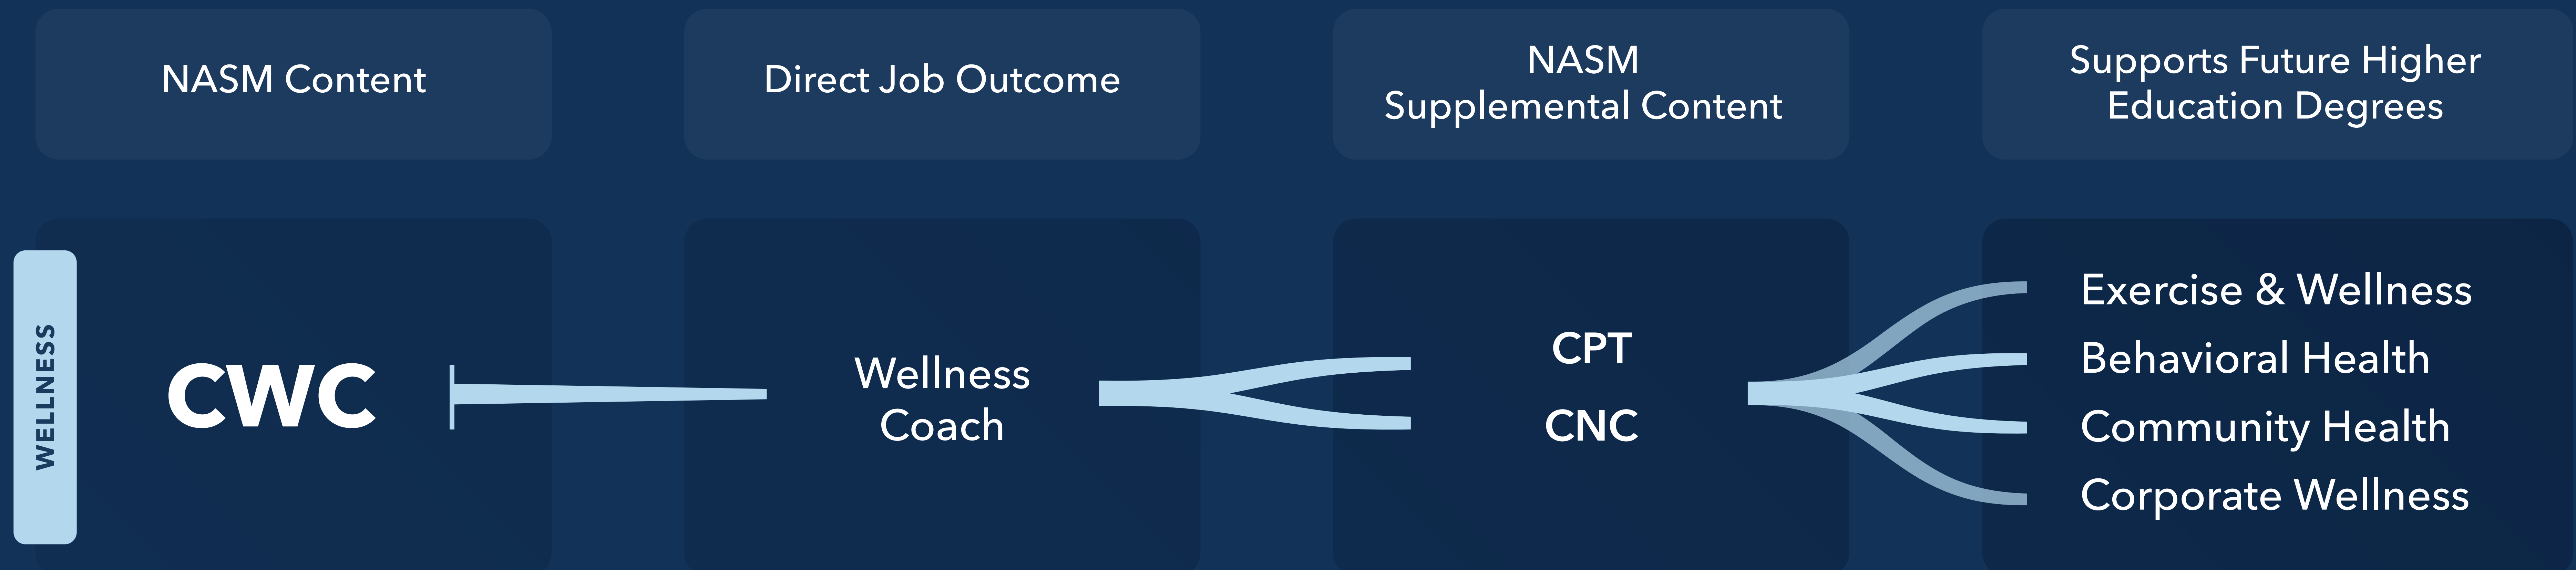 NASM Content
Direct Job Outcome
NASM
Supplemental Content
Supports Future Higher
Education Degrees
WELLNESS
CWC
Wellness
Coach
CPT
CNC
Exercise & Wellness
Behavioral Health
Community Health
Corporate Wellness